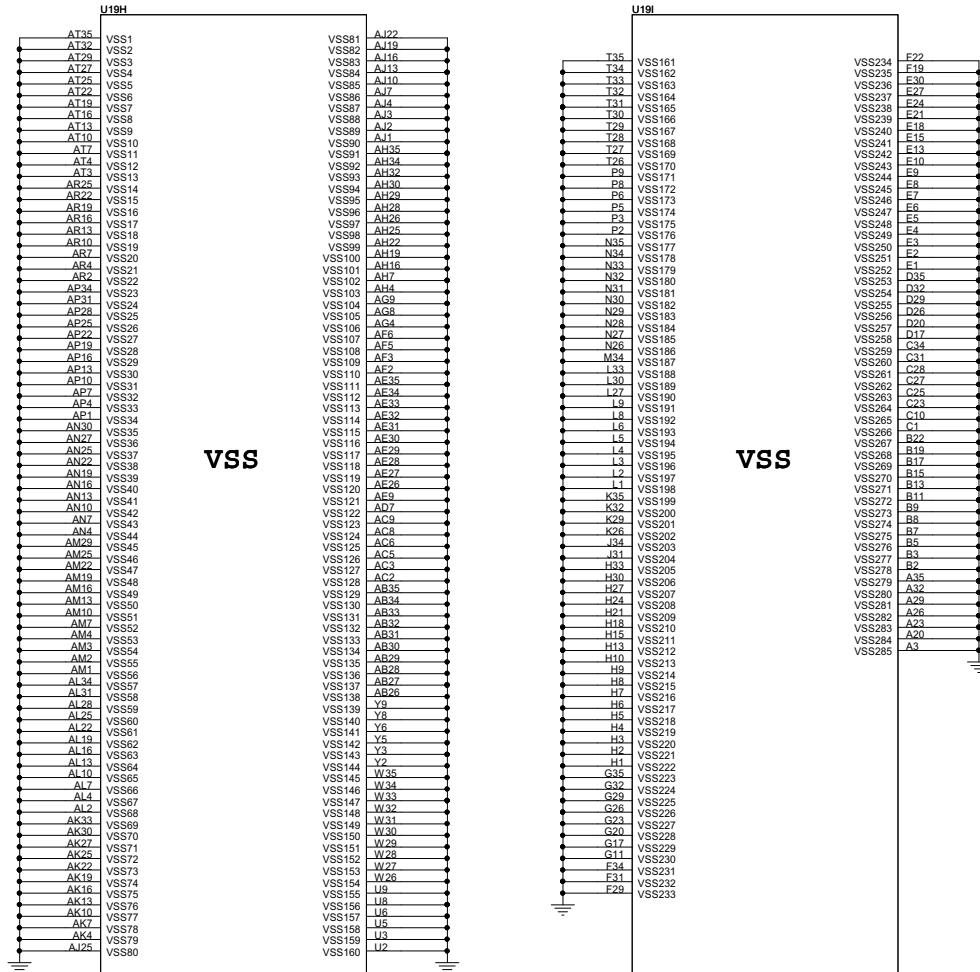 U19H
AT35 VSS1
AT32 VSS2
AT29 VSS3
AT27 VSS4
AT25 VSS5
AT22 VSS6
AT19 VSS7
AT16 VSS8
AT13 VSS9
AT10 VSS10
AT7 VSS11
AT4 VSS12
AT3 VSS13
AR25 VSS14
AR22 VSS15
AR19 VSS16
AR16 VSS17
AR13 VSS18
AR10 VSS19
AR7 VSS20
AR4 VSS21
AR2 VSS22
AP34 VSS23
AP31 VSS24
AP28 VSS25
AP25 VSS26
AP22 VSS27
AP19 VSS28
AP16 VSS29
AP13 VSS30
AP10 VSS31
AP7 VSS32
AP4 VSS33
AP1 VSS34
AN30 VSS35
AN27 VSS36
AN25 VSS37
AN22 VSS38
AN19 VSS39
AN16 VSS40
AN13 VSS41
AN10 VSS42
AN7 VSS43
AN4 VSS44
AM29 VSS45
AM25 VSS46
AM22 VSS47
AM19 VSS48
AM16 VSS49
AM13 VSS50
AM10 VSS51
AM7 VSS52
AM4 VSS53
AM3 VSS54
AM2 VSS55
AM1 VSS56
AL34 VSS57
AL31 VSS58
AL28 VSS59
AL25 VSS60
AL22 VSS61
AL19 VSS62
AL16 VSS63
AL13 VSS64
AL10 VSS65
AL7 VSS66
AL4 VSS67
AL2 VSS68
AK33 VSS69
AK30 VSS70
AK27 VSS71
AK25 VSS72
AK22 VSS73
AK19 VSS74
AK16 VSS75
AK13 VSS76
AK10 VSS77
AK7 VSS78
AK4 VSS79
AJ25 VSS80
VSS
VSS81 AJ22
VSS82 AJ19
VSS83 AJ16
VSS84 AJ13
VSS85 AJ10
VSS86 AJ7
VSS87 AJ4
VSS88 AJ3
VSS89 AJ2
VSS90 AJ1
VSS91 AH35
VSS92 AH34
VSS93 AH32
VSS94 AH30
VSS95 AH29
VSS96 AH28
VSS97 AH26
VSS98 AH25
VSS99 AH22
VSS100 AH19
VSS101 AH16
VSS102 AH7
VSS103 AH4
VSS104 AG9
VSS105 AG8
VSS106 AG4
VSS107 AF6
VSS108 AF5
VSS109 AF3
VSS110 AF2
VSS111 AE35
VSS112 AE34
VSS113 AE33
VSS114 AE32
VSS115 AE31
VSS116 AE30
VSS117 AE29
VSS118 AE28
VSS119 AE27
VSS120 AE26
VSS121 AE9
VSS122 AD7
VSS123 AC9
VSS124 AC8
VSS125 AC6
VSS126 AC5
VSS127 AC3
VSS128 AC2
VSS129 AB35
VSS130 AB34
VSS131 AB33
VSS132 AB32
VSS133 AB31
VSS134 AB30
VSS135 AB29
VSS136 AB28
VSS137 AB27
VSS138 AB26
VSS139 Y9
VSS140 Y8
VSS141 Y6
VSS142 Y5
VSS143 Y3
VSS144 Y2
VSS145 W35
VSS146 W34
VSS147 W33
VSS148 W32
VSS149 W31
VSS150 W30
VSS151 W29
VSS152 W28
VSS153 W27
VSS154 W26
VSS155 U9
VSS156 U8
VSS157 U6
VSS158 U5
VSS159 U3
VSS160 U2
U19I
T35 VSS161
T34 VSS162
T33 VSS163
T32 VSS164
T31 VSS165
T30 VSS166
T29 VSS167
T28 VSS168
T27 VSS169
T26 VSS170
P9 VSS171
P8 VSS172
P6 VSS173
P5 VSS174
P3 VSS175
P2 VSS176
N35 VSS177
N34 VSS178
N33 VSS179
N32 VSS180
N31 VSS181
N30 VSS182
N29 VSS183
N28 VSS184
N27 VSS185
N26 VSS186
M34 VSS187
L33 VSS188
L30 VSS189
L27 VSS190
L9 VSS191
L8 VSS192
L6 VSS193
L5 VSS194
L4 VSS195
L3 VSS196
L2 VSS197
L1 VSS198
K35 VSS199
K32 VSS200
K29 VSS201
K26 VSS202
J34 VSS203
J31 VSS204
H33 VSS205
H30 VSS206
H27 VSS207
H24 VSS208
H21 VSS209
H18 VSS210
H15 VSS211
H13 VSS212
H10 VSS213
H9 VSS214
H8 VSS215
H7 VSS216
H6 VSS217
H5 VSS218
H4 VSS219
H3 VSS220
H2 VSS221
H1 VSS222
G35 VSS223
G32 VSS224
G29 VSS225
G26 VSS226
G23 VSS227
G20 VSS228
G17 VSS229
G11 VSS230
F34 VSS231
F31 VSS232
F29 VSS233
VSS
VSS234 F22
VSS235 F19
VSS236 E30
VSS237 E27
VSS238 E24
VSS239 E21
VSS240 E18
VSS241 E15
VSS242 E13
VSS243 E10
VSS244 E9
VSS245 E8
VSS246 E7
VSS247 E6
VSS248 E5
VSS249 E4
VSS250 E3
VSS251 E2
VSS252 E1
VSS253 D35
VSS254 D32
VSS255 D29
VSS256 D26
VSS257 D20
VSS258 D17
VSS259 C34
VSS260 C31
VSS261 C28
VSS262 C27
VSS263 C25
VSS264 C23
VSS265 C10
VSS266 C1
VSS267 B22
VSS268 B19
VSS269 B17
VSS270 B15
VSS271 B13
VSS272 B11
VSS273 B9
VSS274 B8
VSS275 B7
VSS276 B5
VSS277 B3
VSS278 B2
VSS279 A35
VSS280 A32
VSS281 A29
VSS282 A26
VSS283 A23
VSS284 A20
VSS285 A3